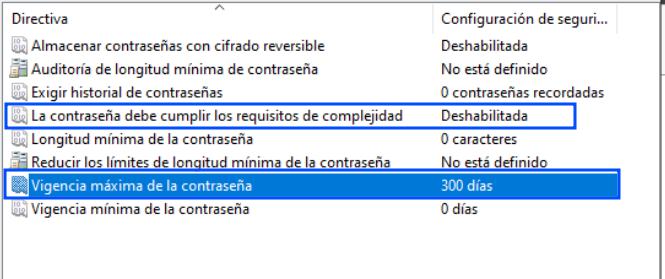 Directiva Configuración de seguri...
Almacenar contraseñas con cifrado reversible Deshabilitada
Auditoría de longitud mínima de contraseña No está definido
Exigir historial de contraseñas 0 contraseñas recordadas
La contraseña debe cumplir los requisitos de complejidad Deshabilitada
Longitud mínima de la contraseña 0 caracteres
Reducir los límites de longitud mínima de la contraseña No está definido
Vigencia máxima de la contraseña 300 días
Vigencia mínima de la contraseña 0 días